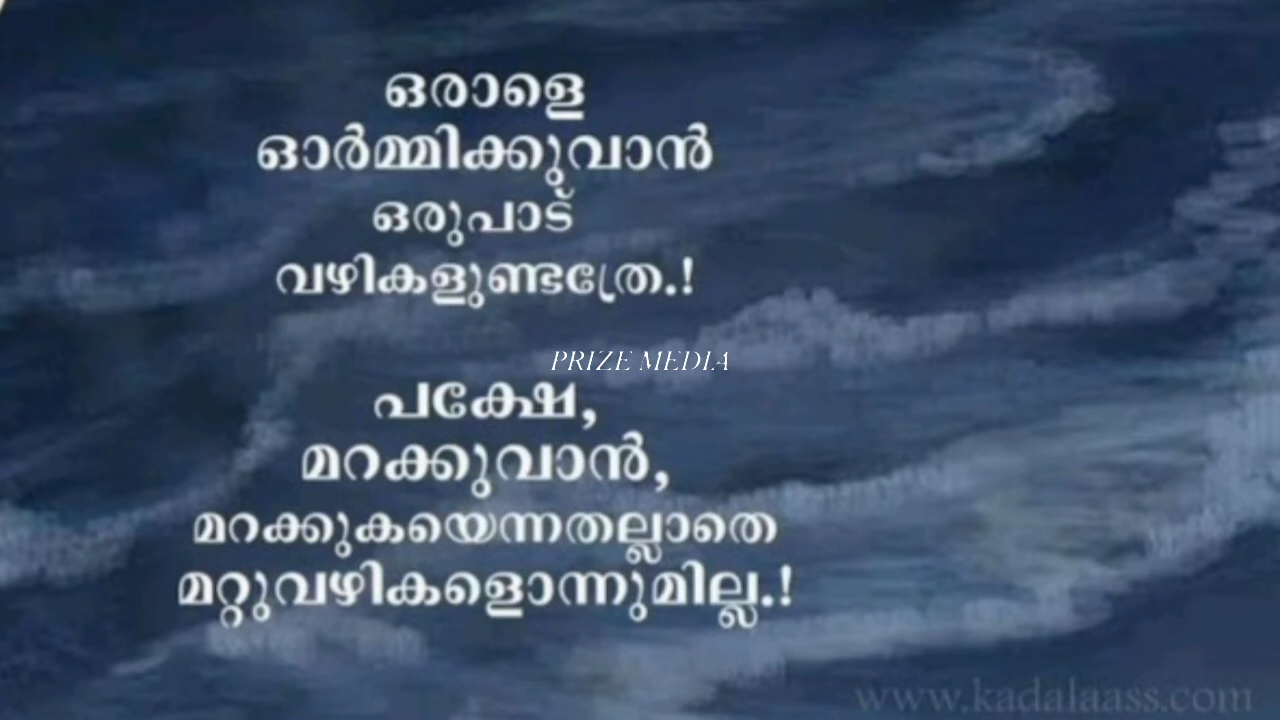 ഒരാളെ
ഓർമ്മിക്കുവാൻ
ഒരുപാട്
വഴികളുണ്ടത്രേ.!
PRIZE MEDIA
പക്ഷേ,
മറക്കുവാൻ,
മറക്കുകയെന്നതല്ലാതെ
മറ്റുവഴികളൊന്നുമില്ല.!
www.kadalaass.com